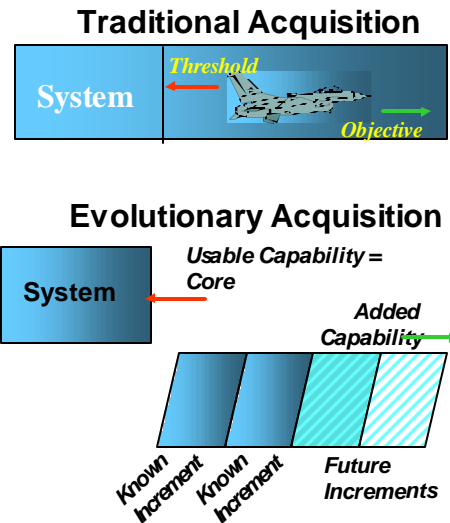 Traditional Acquisition
Threshold
System
Objective
Evolutionary Acquisition
Usable Capability =
Core
System
Added
Capability
Known
Increment
Known
Increment
Future
Increments